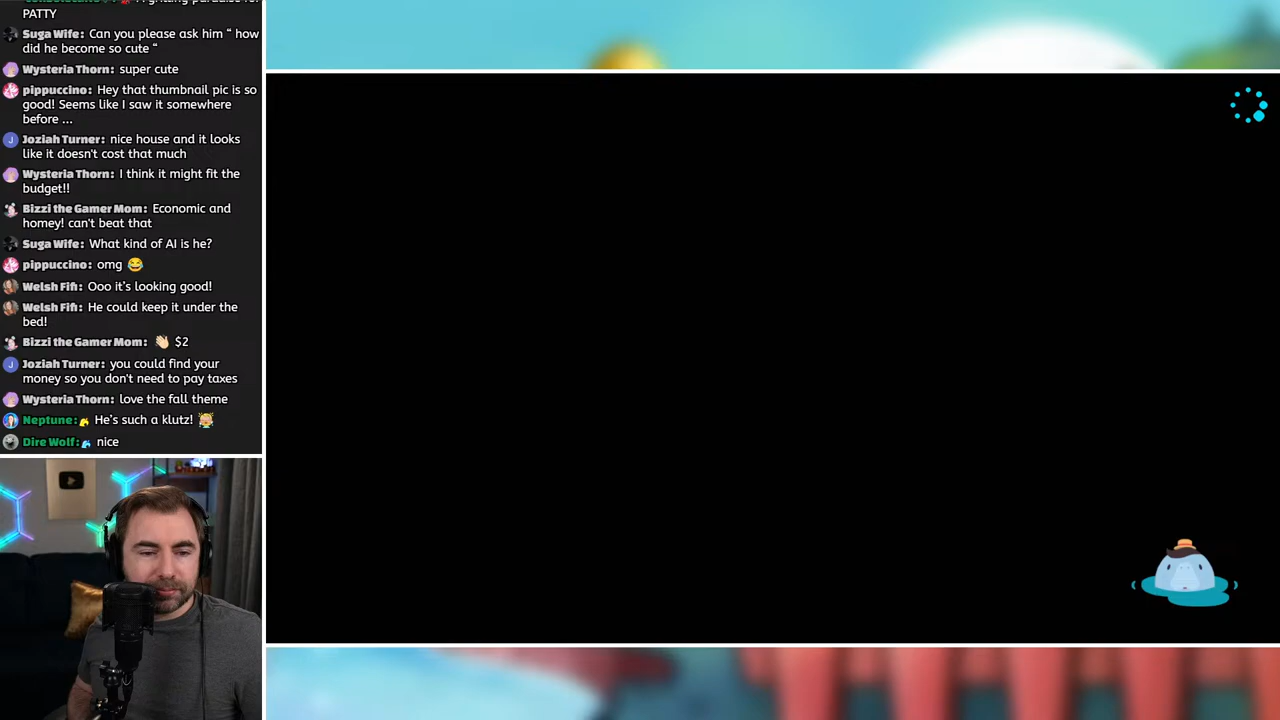 PATTY
Suga Wife: Can you please ask him “ how
did he become so cute “
Wysteria Thorn: super cute
pippuccino: Hey that thumbnail pic is so
good! Seems like I saw it somewhere
before ...
Joziah Turner: nice house and it looks
like it doesn't cost that much
Wysteria Thorn: I think it might fit the
budget!!
Bizzi the Gamer Mom: Economic and
homey! can't beat that
Suga Wife: What kind of AI is he?
pippuccino: omg 😂
Welsh Fifi: Ooo it’s looking good!
Welsh Fifi: He could keep it under the
bed!
Bizzi the Gamer Mom: 👏🏻 $2
Joziah Turner: you could find your
money so you don't need to pay taxes
Wysteria Thorn: love the fall theme
Neptune: He's such a klutz!
Dire Wolf: nice